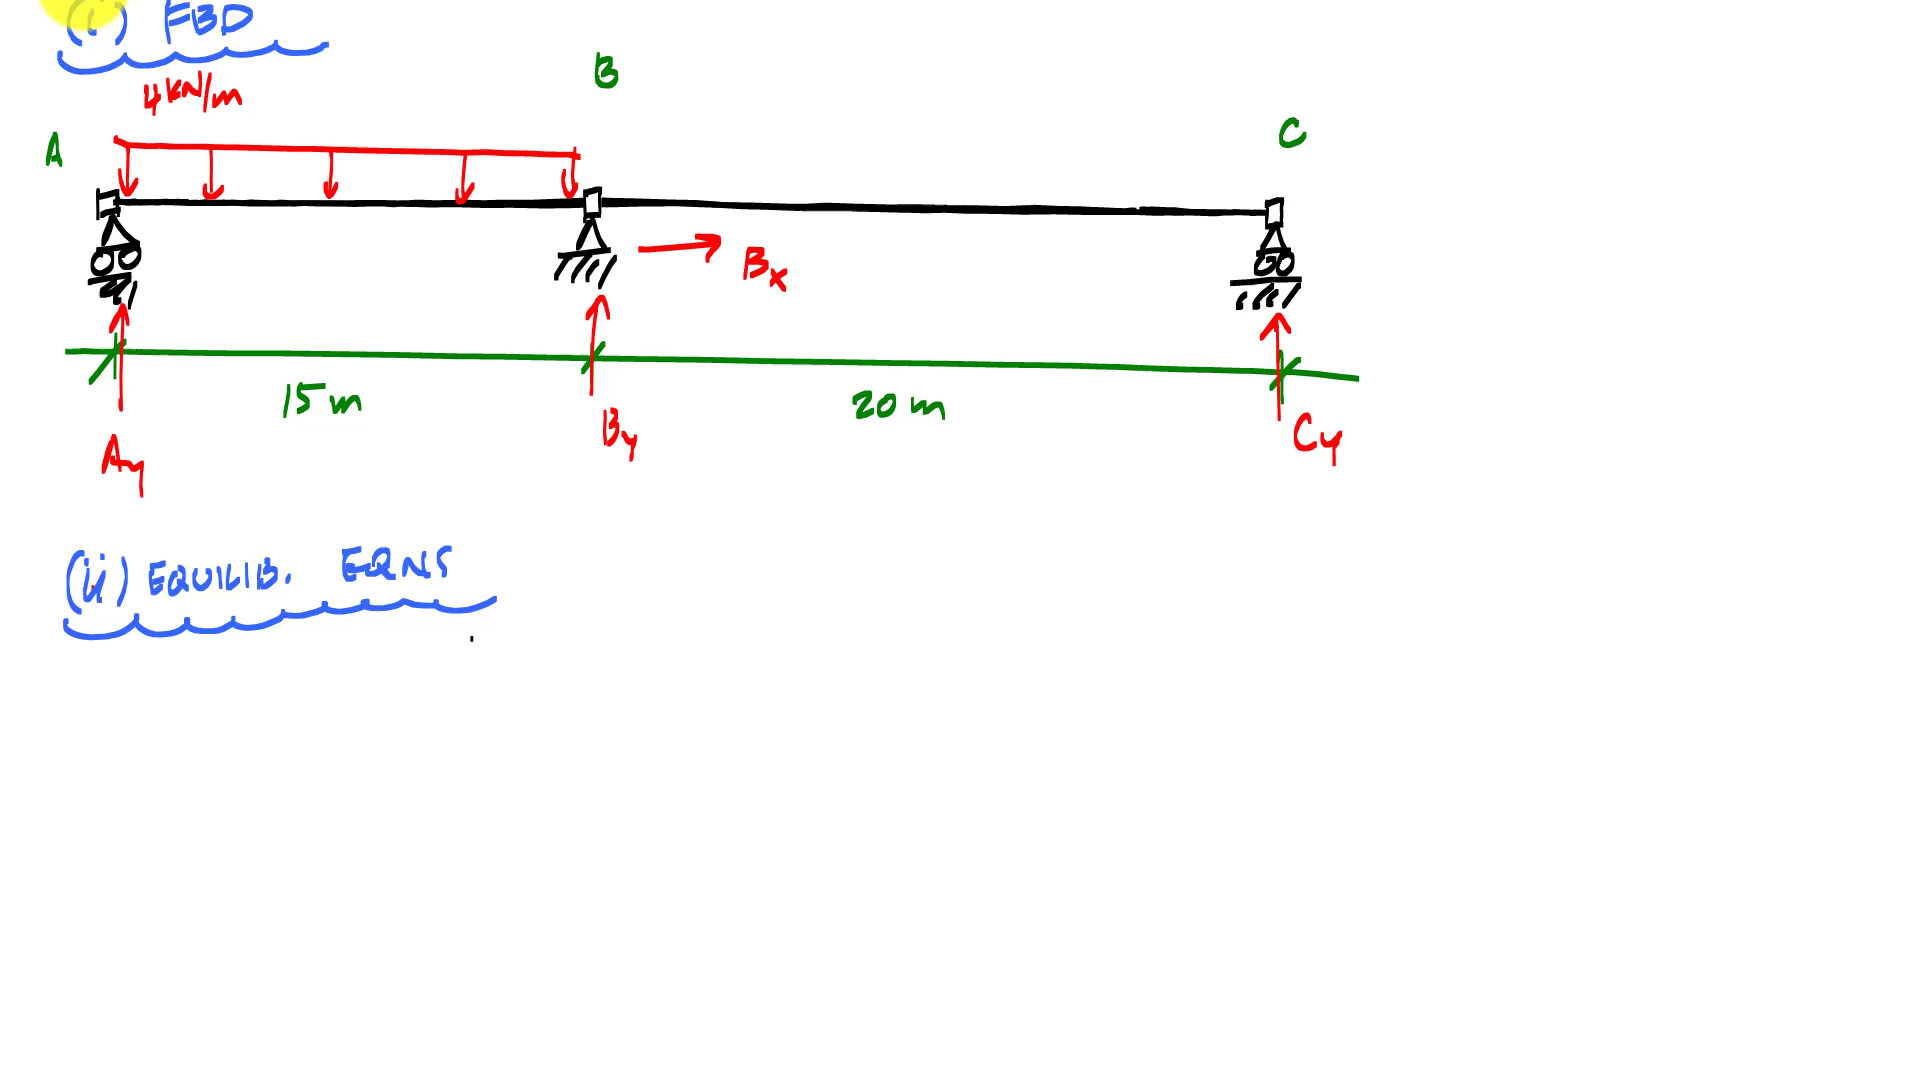 (i) FBD
B
4 kN/m
C
A
Bx
15 m
20 m
By
Cy
Ay
(ii) EQUILIB. EQNS